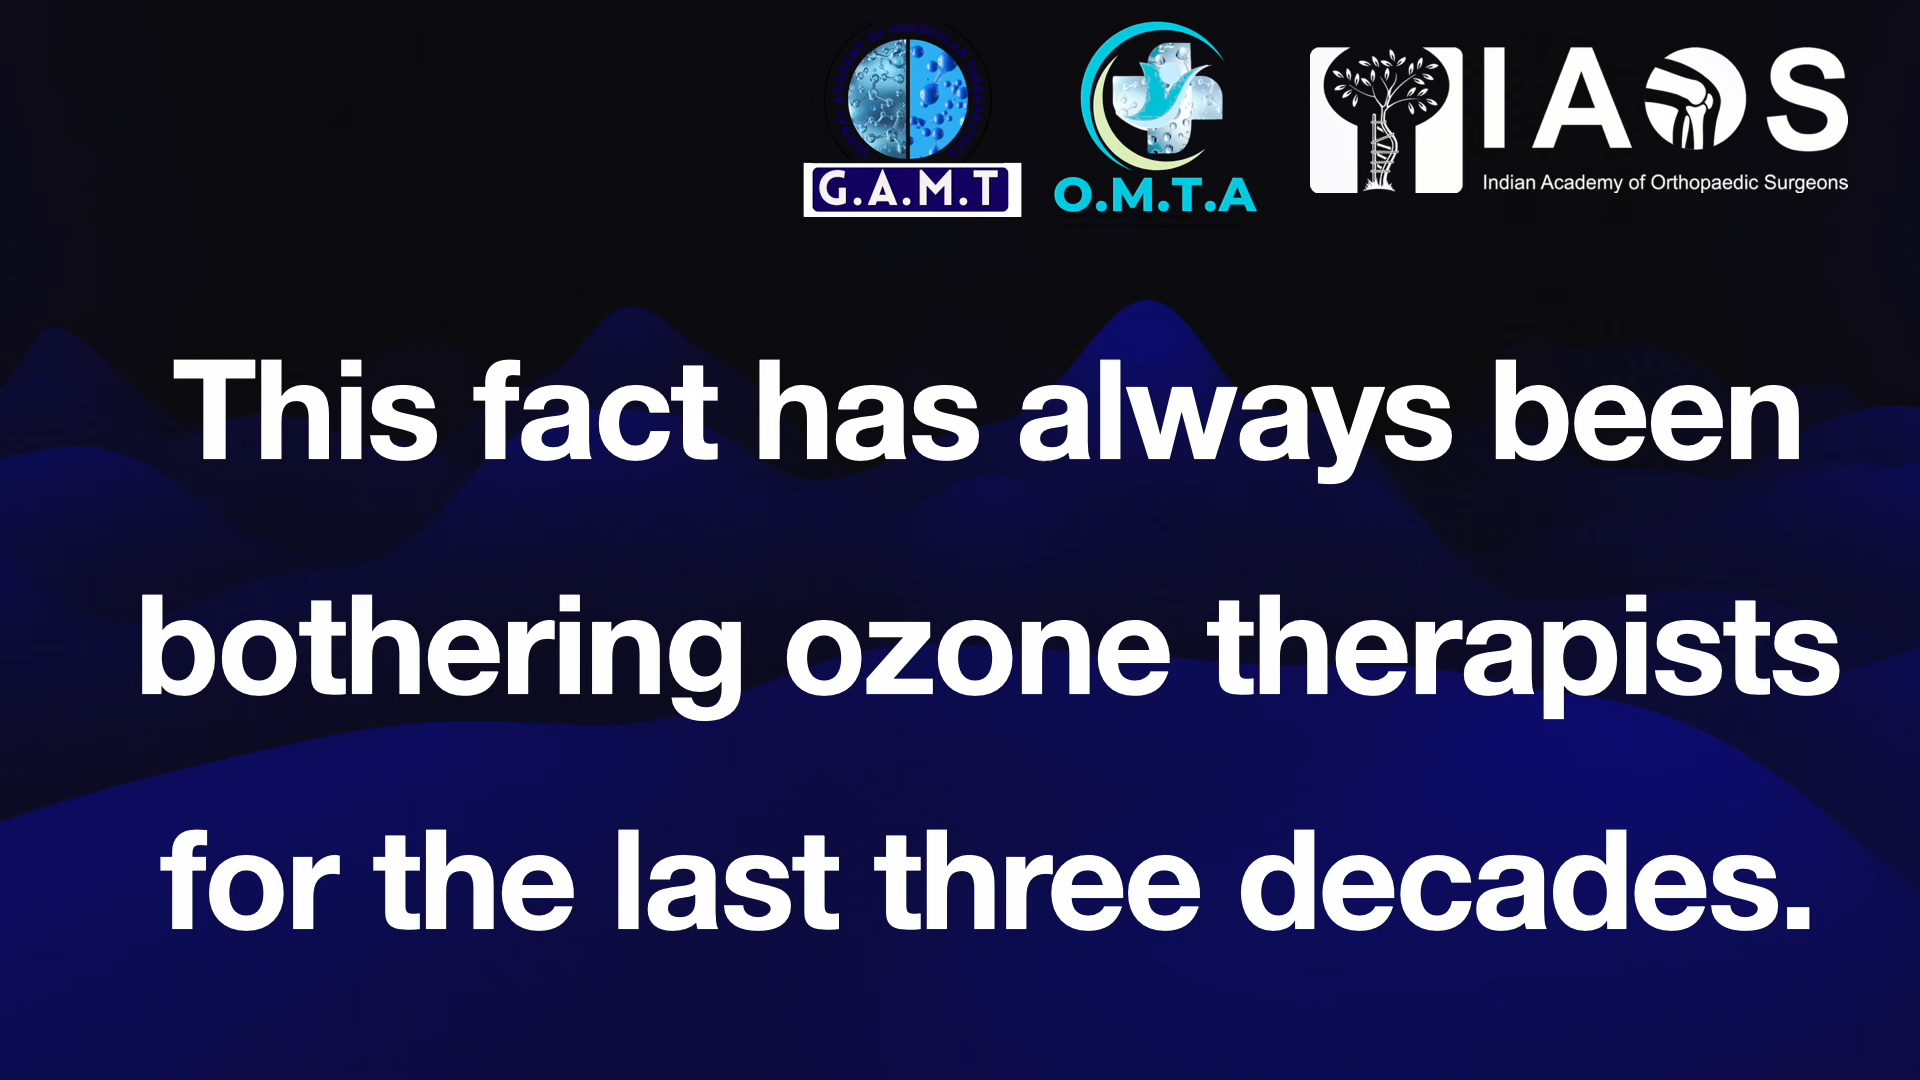 G.A.M.T
O.M.T.A
IAOS
Indian Academy of Orthopaedic Surgeons
This fact has always been
bothering ozone therapists
for the last three decades.